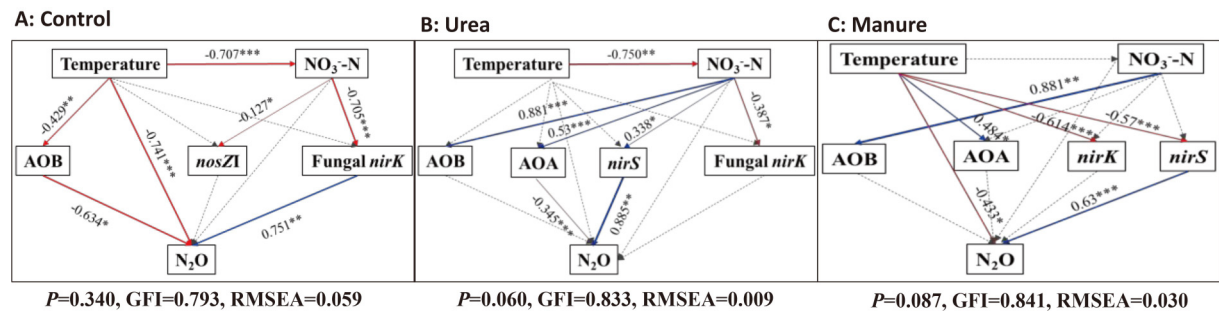 A: Control
Temperature
-0.707***
NO₃⁻-N
-0.429**
-0.741***
-0.127*
-0.705***
AOB
nosZI
Fungal nirK
-0.634*
0.751**
N₂O
P=0.340, GFI=0.793, RMSEA=0.059
B: Urea
Temperature
-0.750**
NO₃⁻-N
0.881***
0.53***
0.338*
-0.387*
AOB
AOA
nirS
Fungal nirK
-0.345***
0.885**
N₂O
P=0.060, GFI=0.833, RMSEA=0.009
C: Manure
Temperature
NO₃⁻-N
0.881**
0.484*
-0.614***
-0.57***
AOB
AOA
nirK
nirS
-0.433*
0.63***
N₂O
P=0.087, GFI=0.841, RMSEA=0.030